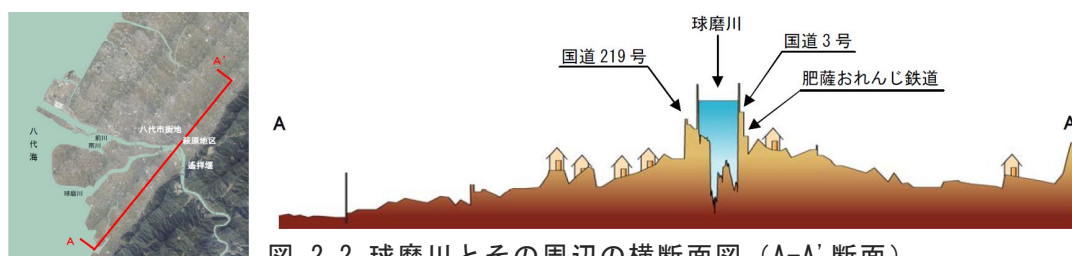 A'
八代市街地
萩原地区
八代海
前川
南川
遙拝堰
球磨川
A
球磨川
国道 219 号
国道 3 号
肥薩おれんじ鉄道
A
A
図 2.2 球磨川とその周辺の横断面図（A-A'断面）